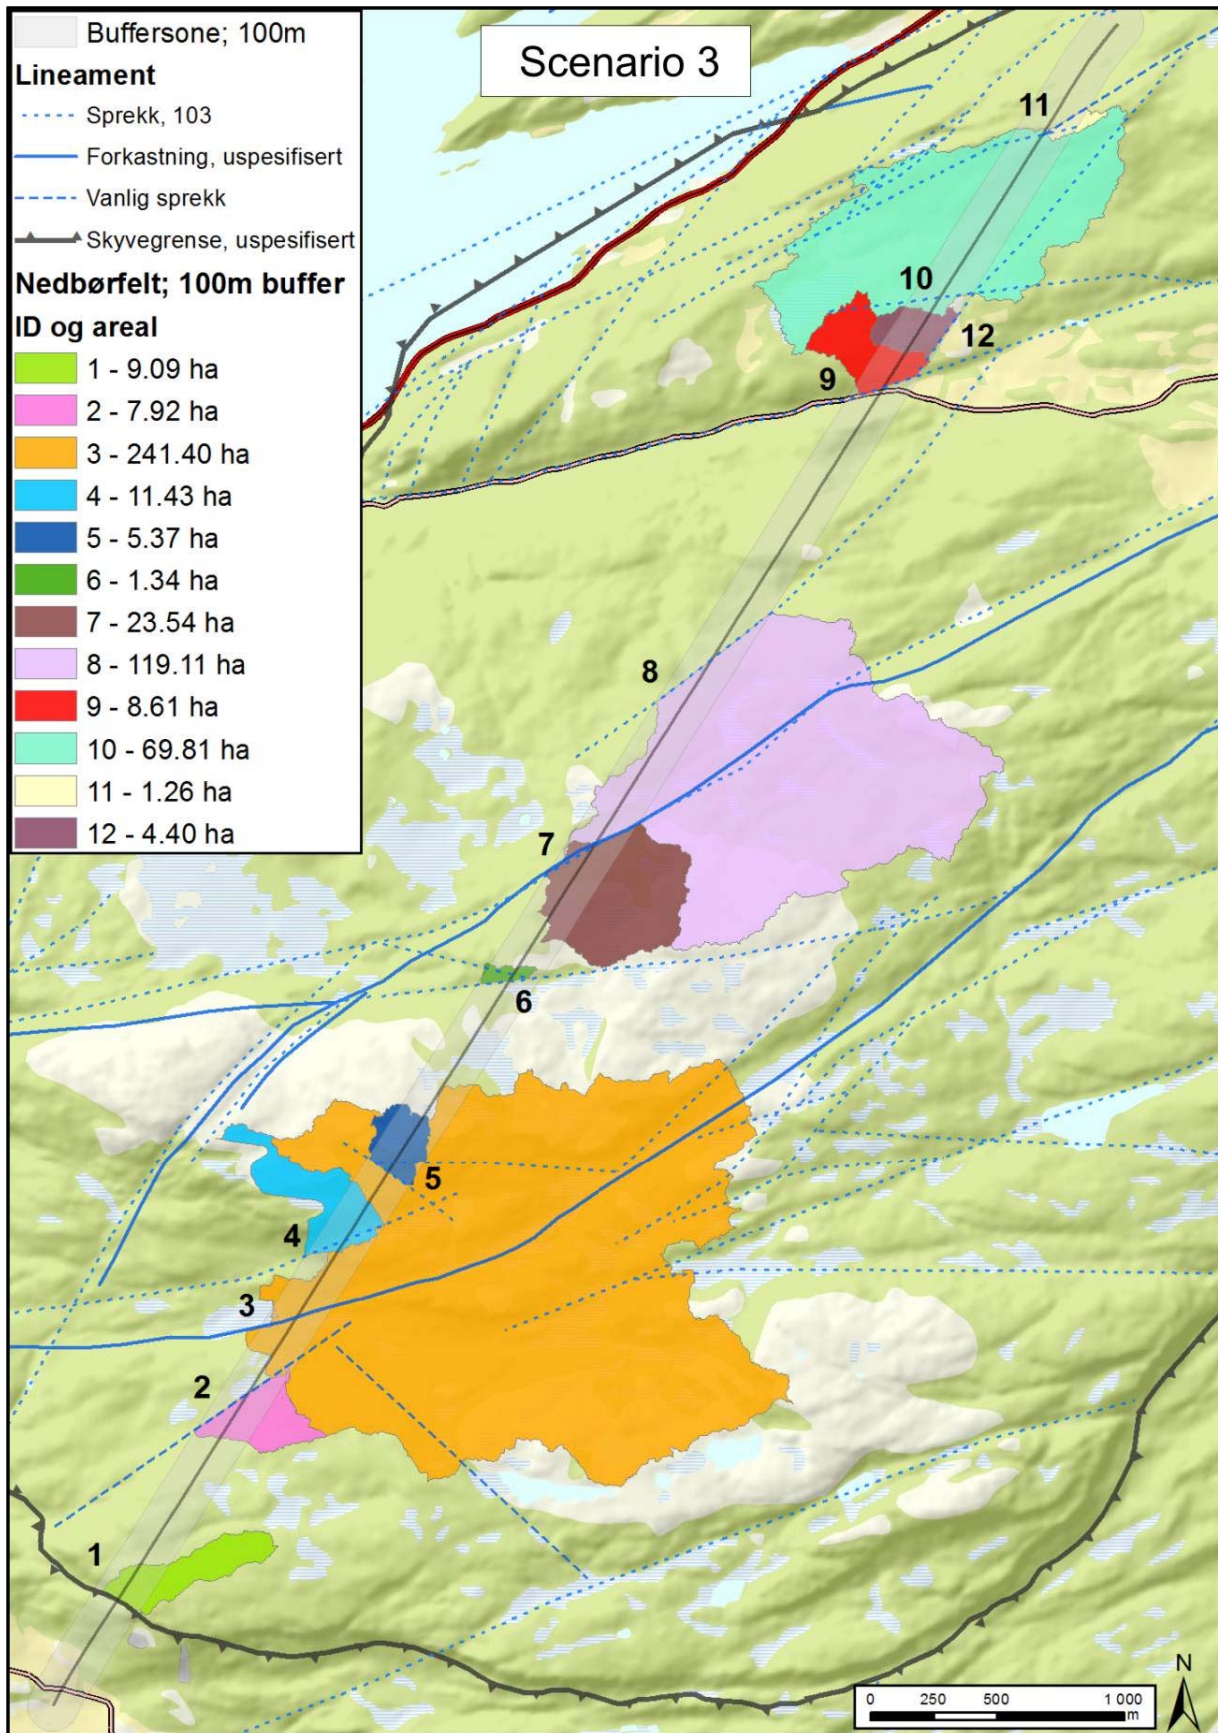 Buffersone; 100m
Lineament
Sprekk, 103
Forkastning, uspesifisert
Vanlig sprekk
Skyvegrense, uspesifisert
Nedbørfelt; 100m buffer
ID og areal
1 - 9.09 ha
2 - 7.92 ha
3 - 241.40 ha
4 - 11.43 ha
5 - 5.37 ha
6 - 1.34 ha
7 - 23.54 ha
8 - 119.11 ha
9 - 8.61 ha
10 - 69.81 ha
11 - 1.26 ha
12 - 4.40 ha
Scenario 3
11
10
12
9
8
7
6
5
4
3
2
1
N
0 250 500 1 000
m